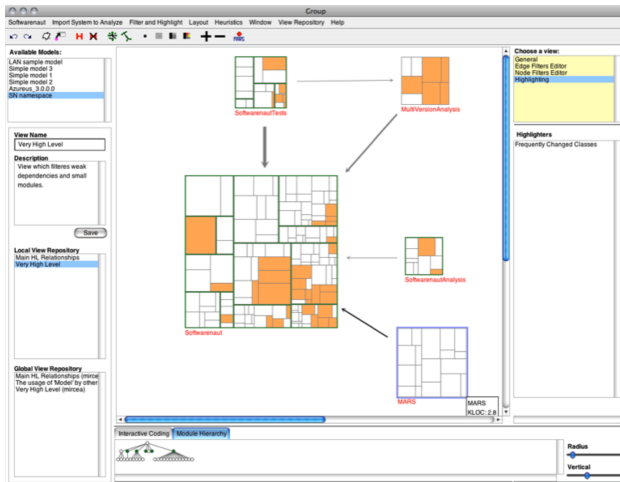 Croup
Softwarenaut Import System to Analyze Filter and Highlight Layout Heuristics Window View Repository Help
H
MARS
Available Models:
LAN sample model
Simple model 3
Simple model 1
Simple model 2
Azureus_3.0.0.0
SN namespace
View Name
Very High Level
Description
View which filteres weak
dependencies and small
modules.
Save
Local View Repository
Main HL Relationships
Very High Level
Global View Repository
Main HL Relationships (mirce
The usage of 'Model' by other
Very High Level (mircea)
SoftwarenautTests
MultiVersionAnalysis
Softwarenaut
SoftwarenautAnalysis
MARS
MARS
KLOC: 2.8
Interactive Coding
Module Hierarchy
Choose a view:
General
Edge Filters Editor
Node Filters Editor
Highlighting
Highlighters
Frequently Changed Classes
Radius
Vertical